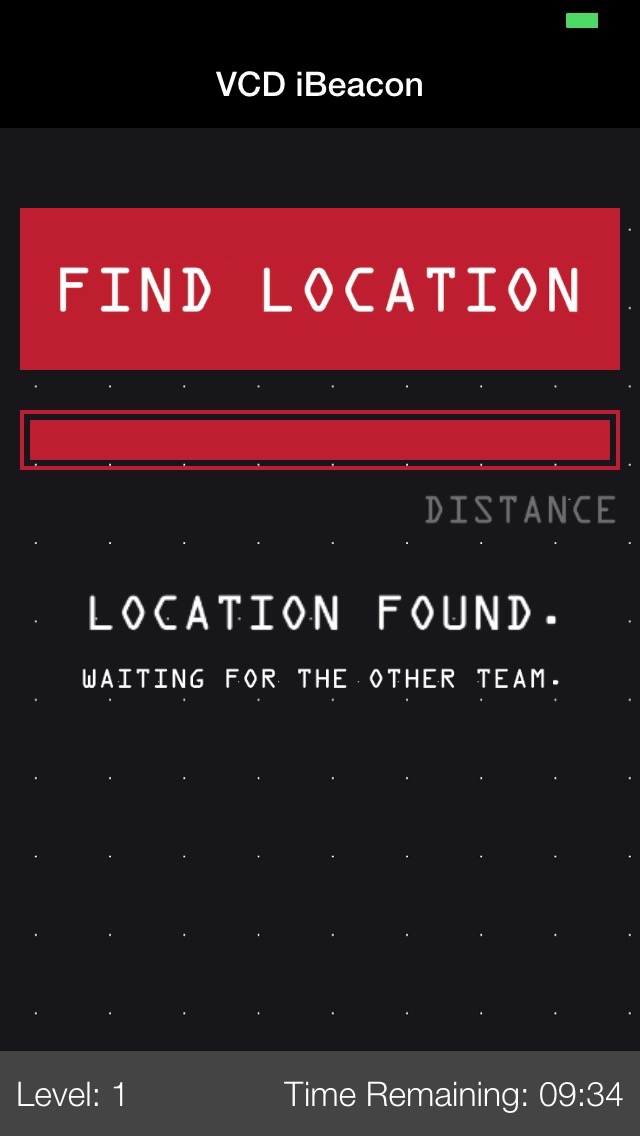 VCD iBeacon
FIND LOCATION
DISTANCE
LOCATION FOUND.
WAITING FOR THE OTHER TEAM.
Level: 1
Time Remaining: 09:34